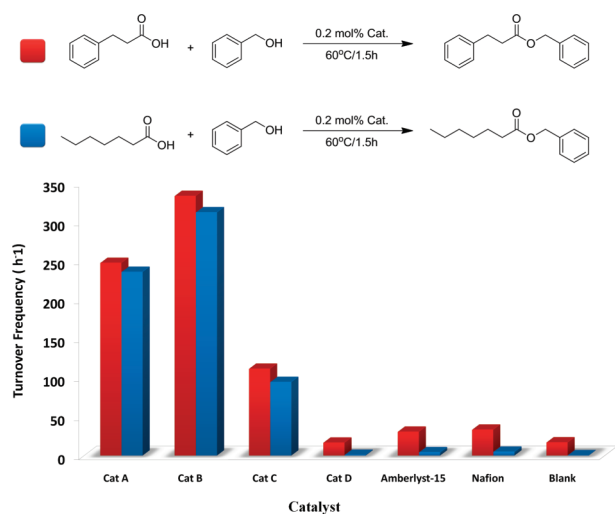 O
OH
+
OH
0.2 mol% Cat.
60°C/1.5h
O
O
O
OH
+
OH
0.2 mol% Cat.
60°C/1.5h
O
O
350
300
250
200
150
100
50
0
Turnover Frequency ( h-1)
Cat A Cat B Cat C Cat D Amberlyst-15 Nafion Blank
Catalyst